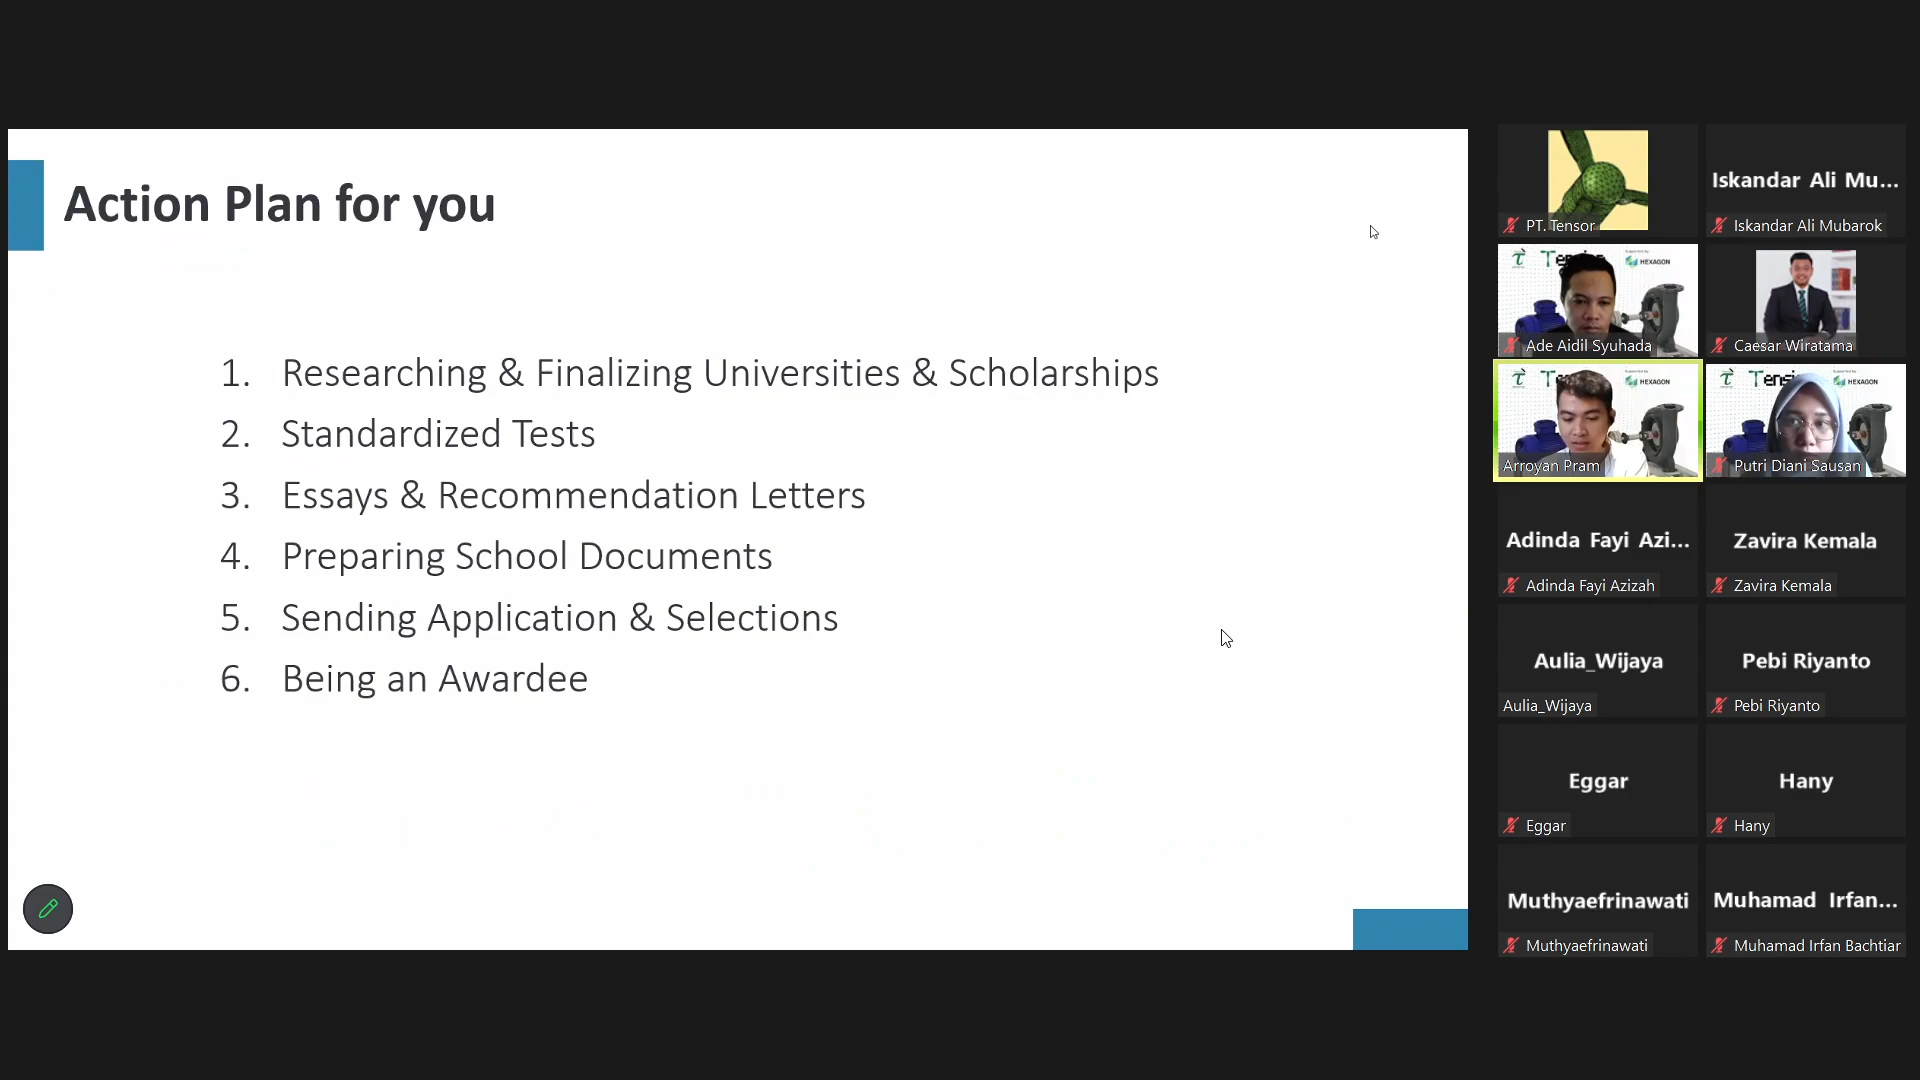 Action Plan for you
1. Researching & Finalizing Universities & Scholarships
2. Standardized Tests
3. Essays & Recommendation Letters
4. Preparing School Documents
5. Sending Application & Selections
6. Being an Awardee
PT. Tensor
Iskandar Ali Mu...
Iskandar Ali Mubarok
HEXAGON
Ade Aidil Syuhada
Caesar Wiratama
HEXAGON
Arroyan Pram
HEXAGON
Putri Diani Sausan
Adinda Fayi Azi...
Adinda Fayi Azizah
Zavira Kemala
Zavira Kemala
Aulia_Wijaya
Aulia_Wijaya
Pebi Riyanto
Pebi Riyanto
Eggar
Eggar
Hany
Hany
Muthyaefrinawati
Muthyaefrinawati
Muhamad Irfan...
Muhamad Irfan Bachtiar